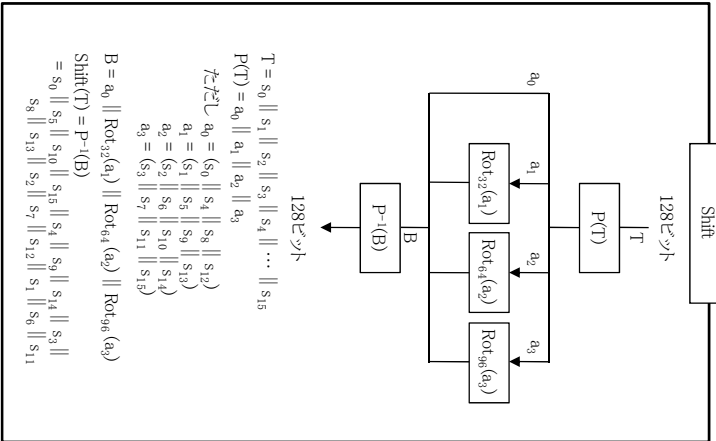 Shift
128ビット
T
P(T)
a₀ a₁ a₂ a₃
Rot₃₂(a₁) Rot₆₄(a₂) Rot₉₆(a₃)
B
P⁻¹(B)
128ビット
T = s₀ ‖ s₁ ‖ s₂ ‖ s₃ ‖ s₄ ‖ ⋯ ‖ s₁₅
P(T) = a₀ ‖ a₁ ‖ a₂ ‖ a₃
ただし a₀ = (s₀ ‖ s₄ ‖ s₈ ‖ s₁₂)
a₁ = (s₁ ‖ s₅ ‖ s₉ ‖ s₁₃)
a₂ = (s₂ ‖ s₆ ‖ s₁₀ ‖ s₁₄)
a₃ = (s₃ ‖ s₇ ‖ s₁₁ ‖ s₁₅)
B = a₀ ‖ Rot₃₂(a₁) ‖ Rot₆₄(a₂) ‖ Rot₉₆(a₃)
Shift(T) = P⁻¹(B)
= s₀ ‖ s₅ ‖ s₁₀ ‖ s₁₅ ‖ s₄ ‖ s₉ ‖ s₁₄ ‖ s₃ ‖
s₈ ‖ s₁₃ ‖ s₂ ‖ s₇ ‖ s₁₂ ‖ s₁ ‖ s₆ ‖ s₁₁